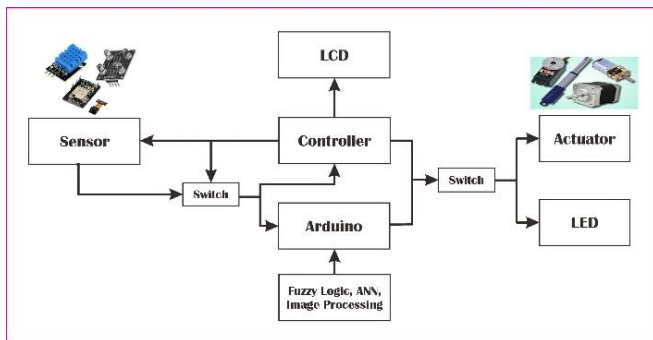 LCD
Sensor
Controller
Actuator
Switch
Switch
Arduino
LED
Fuzzy Logic, ANN,
Image Processing